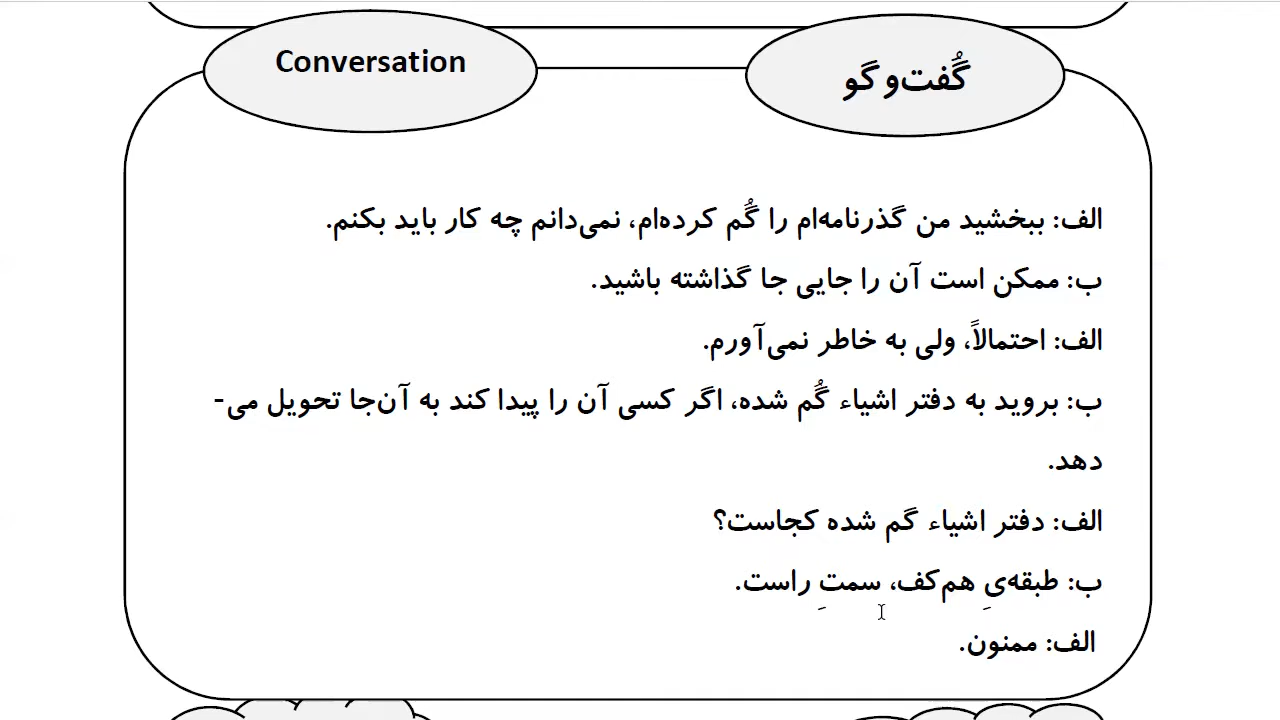 Conversation
گُفت‌و گو
الف: ببخشید من گذرنامه‌ام را گُم کرده‌ام، نمی‌دانم چه کار باید بکنم.
ب: ممکن است آن را جایی جا گذاشته باشید.
الف: احتمالاً، ولی به خاطر نمی‌آورم.
ب: بروید به دفتر اشیاء گُم شده، اگر کسی آن را پیدا کند به آن‌جا تحویل می-
دهد.
الف: دفتر اشیاء گم شده کجاست؟
ب: طبقه‌یِ هم‌کف، سمتِ راست.
الف: ممنون.